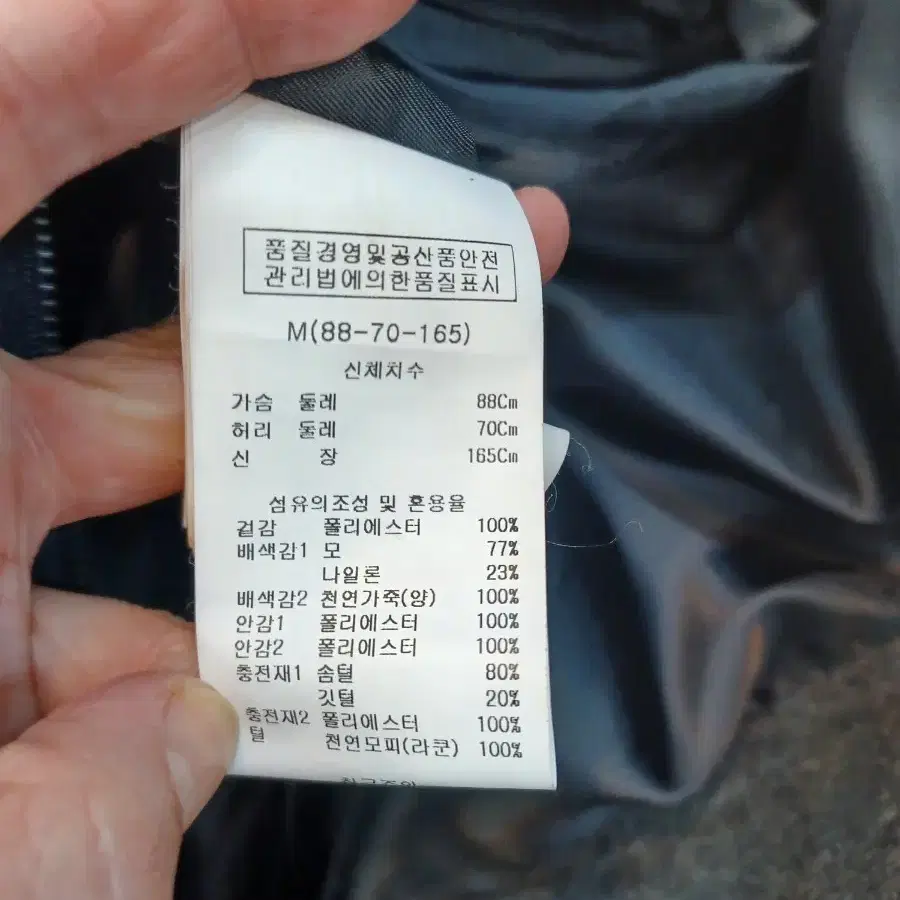 품질경영및공산품안전
관리법에의한품질표시
M(88-70-165)
신체치수
가슴 둘레 88Cm
허리 둘레 70Cm
신 장 165Cm
섬유의조성 및 혼용율
겉감 폴리에스터 100%
배색감1 모 77%
나일론 23%
배색감2 천연가죽(양) 100%
안감1 폴리에스터 100%
안감2 폴리에스터 100%
충전재1 솜털 80%
깃털 20%
충전재2 폴리에스터 100%
털 천연모피(라쿤) 100%